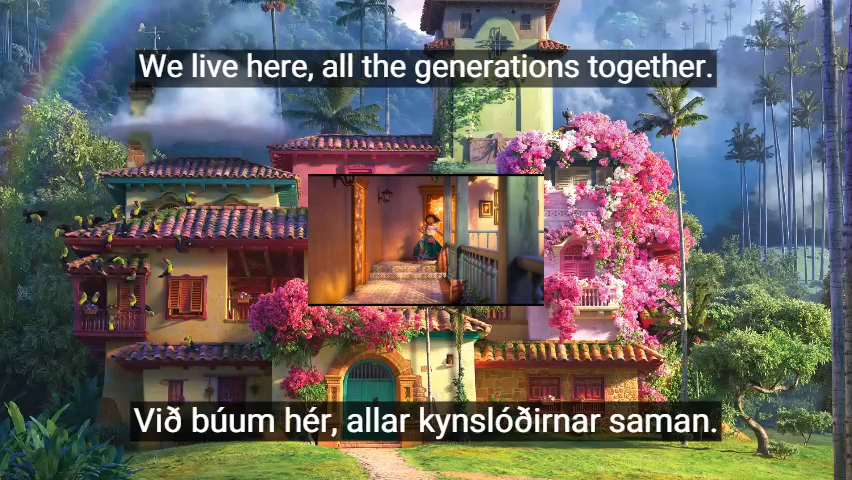 We live here, all the generations together.
Við búum hér, allar kynslóðirnar saman.